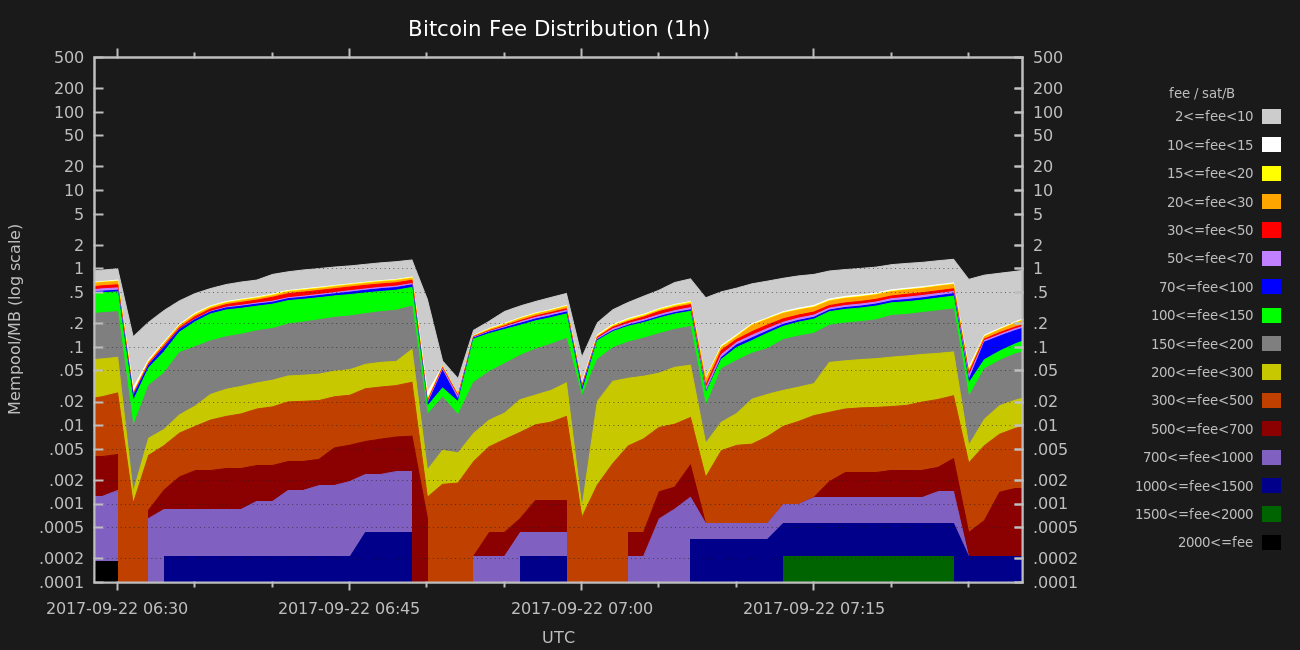 Bitcoin Fee Distribution (1h)
Mempool/MB (log scale)
500
200
100
50
20
10
5
2
1
.5
.2
.1
.05
.02
.01
.005
.002
.001
.0005
.0002
.0001
500
200
100
50
20
10
5
2
1
.5
.2
.1
.05
.02
.01
.005
.002
.001
.0005
.0002
.0001
2017-09-22 06:30 2017-09-22 06:45 2017-09-22 07:00 2017-09-22 07:15
UTC
fee / sat/B
2<=fee<10
10<=fee<15
15<=fee<20
20<=fee<30
30<=fee<50
50<=fee<70
70<=fee<100
100<=fee<150
150<=fee<200
200<=fee<300
300<=fee<500
500<=fee<700
700<=fee<1000
1000<=fee<1500
1500<=fee<2000
2000<=fee